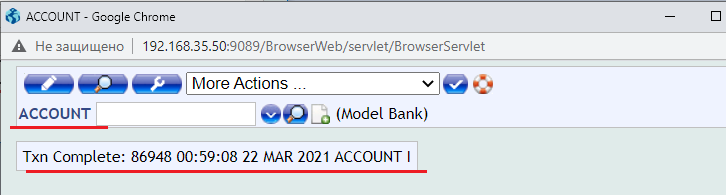 ACCOUNT - Google Chrome
Не защищено | 192.168.35.50:9089/BrowserWeb/servlet/BrowserServlet
More Actions ...
ACCOUNT (Model Bank)
Txn Complete: 86948 00:59:08 22 MAR 2021 ACCOUNT I